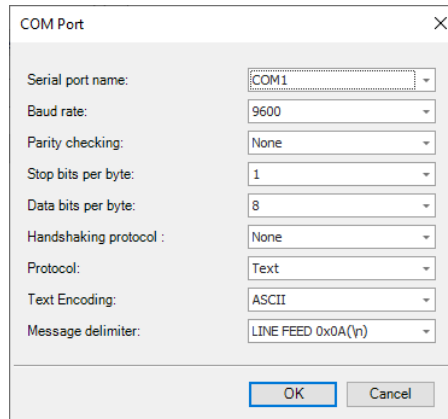 COM Port
Serial port name: COM1
Baud rate: 9600
Parity checking: None
Stop bits per byte: 1
Data bits per byte: 8
Handshaking protocol : None
Protocol: Text
Text Encoding: ASCII
Message delimiter: LINE FEED 0x0A(\n)
OK Cancel